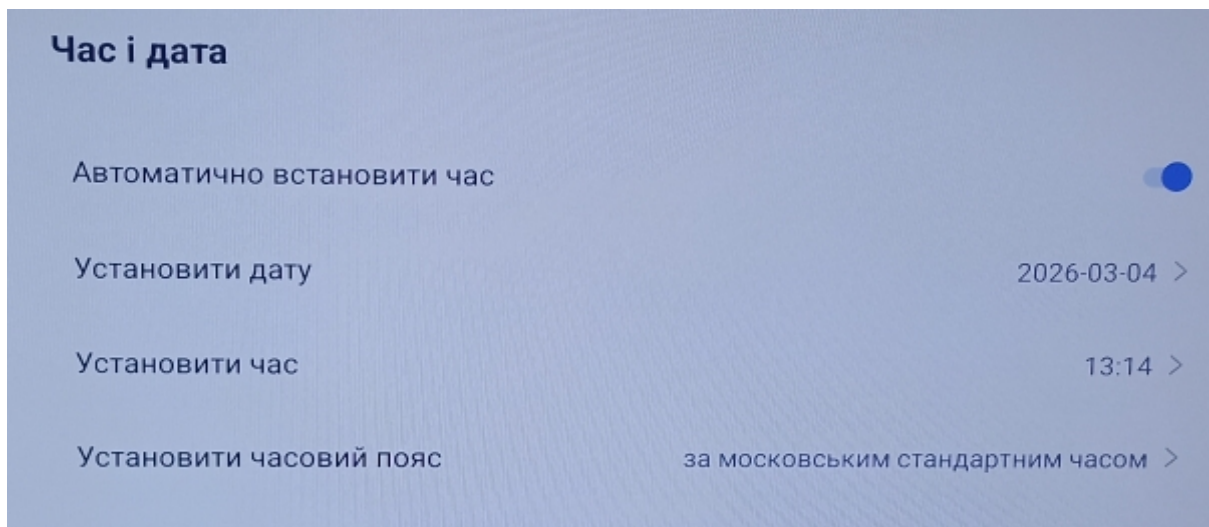 Час і дата
Автоматично встановити час
Установити дату 2026-03-04 >
Установити час 13:14 >
Установити часовий пояс за московським стандартним часом >